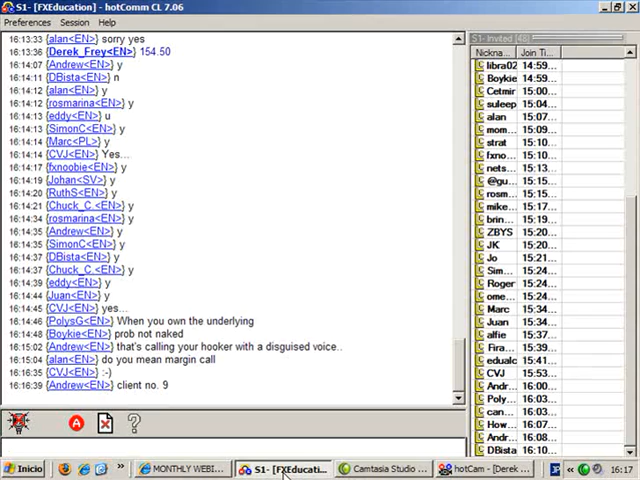 S1- [FXEducation] - hotComm CL 7.06
Preferences Session Help
16:13:33 {alan<EN>} sorry yes
16:13:36 {Derek_Frey<EN>} 154.50
16:14:07 {Andrew<EN>} y
16:14:11 {DBista<EN>} n
16:14:12 {alan<EN>} y
16:14:12 {rosmarina<EN>} y
16:14:13 {eddy<EN>} u
16:14:13 {SimonC<EN>} y
16:14:14 {Marc<PL>} y
16:14:14 {CVJ<EN>} Yes...
16:14:17 {fxnoobie<EN>} y
16:14:19 {Johan<SV>} y
16:14:20 {RuthS<EN>} y
16:14:21 {Chuck_C.<EN>} y
16:14:34 {rosmarina<EN>} y
16:14:35 {Andrew<EN>} y
16:14:35 {SimonC<EN>} y
16:14:37 {DBista<EN>} y
16:14:37 {Chuck_C.<EN>} y
16:14:39 {eddy<EN>} y
16:14:44 {Juan<EN>} y
16:14:45 {CVJ<EN>} yes...
16:14:46 {PolysG<EN>} When you own the underlying
16:14:48 {Boykie<EN>} prob not naked
16:15:02 {Andrew<EN>} that's calling your hooker with a disguised voice..
16:15:04 {alan<EN>} do you mean margin call
16:16:35 {CVJ<EN>} :-)
16:16:39 {Andrew<EN>} client no. 9
S1- Invited [48]
Nickna... Join Ti...
libra02 14:59...
Boykie 14:59...
Cetmir 15:00...
suleep 15:04...
alan 15:07...
mom... 15:09...
strat 15:10...
fxno... 15:10...
nets... 15:13...
@gu... 15:15...
rosm... 15:15...
mike... 15:17...
brin... 15:19...
ZBYS 15:20...
JK 15:20...
Jo 15:21...
Sim... 15:24...
Roger 15:24...
ome... 15:24...
Marc 15:24...
Juan 15:24...
alfie 15:37...
Fira... 15:39...
edualc 15:41...
CVJ 15:53...
Andr... 16:00...
Poly... 16:03...
can... 16:03...
How... 16:07...
Andr... 16:07...
DBista 16:10...
A
?
Inicio
»
MONTHLY WEBI...
S1- [FXEducati...
Camtasia Studio ...
hotCam - [Derek ...
16:17